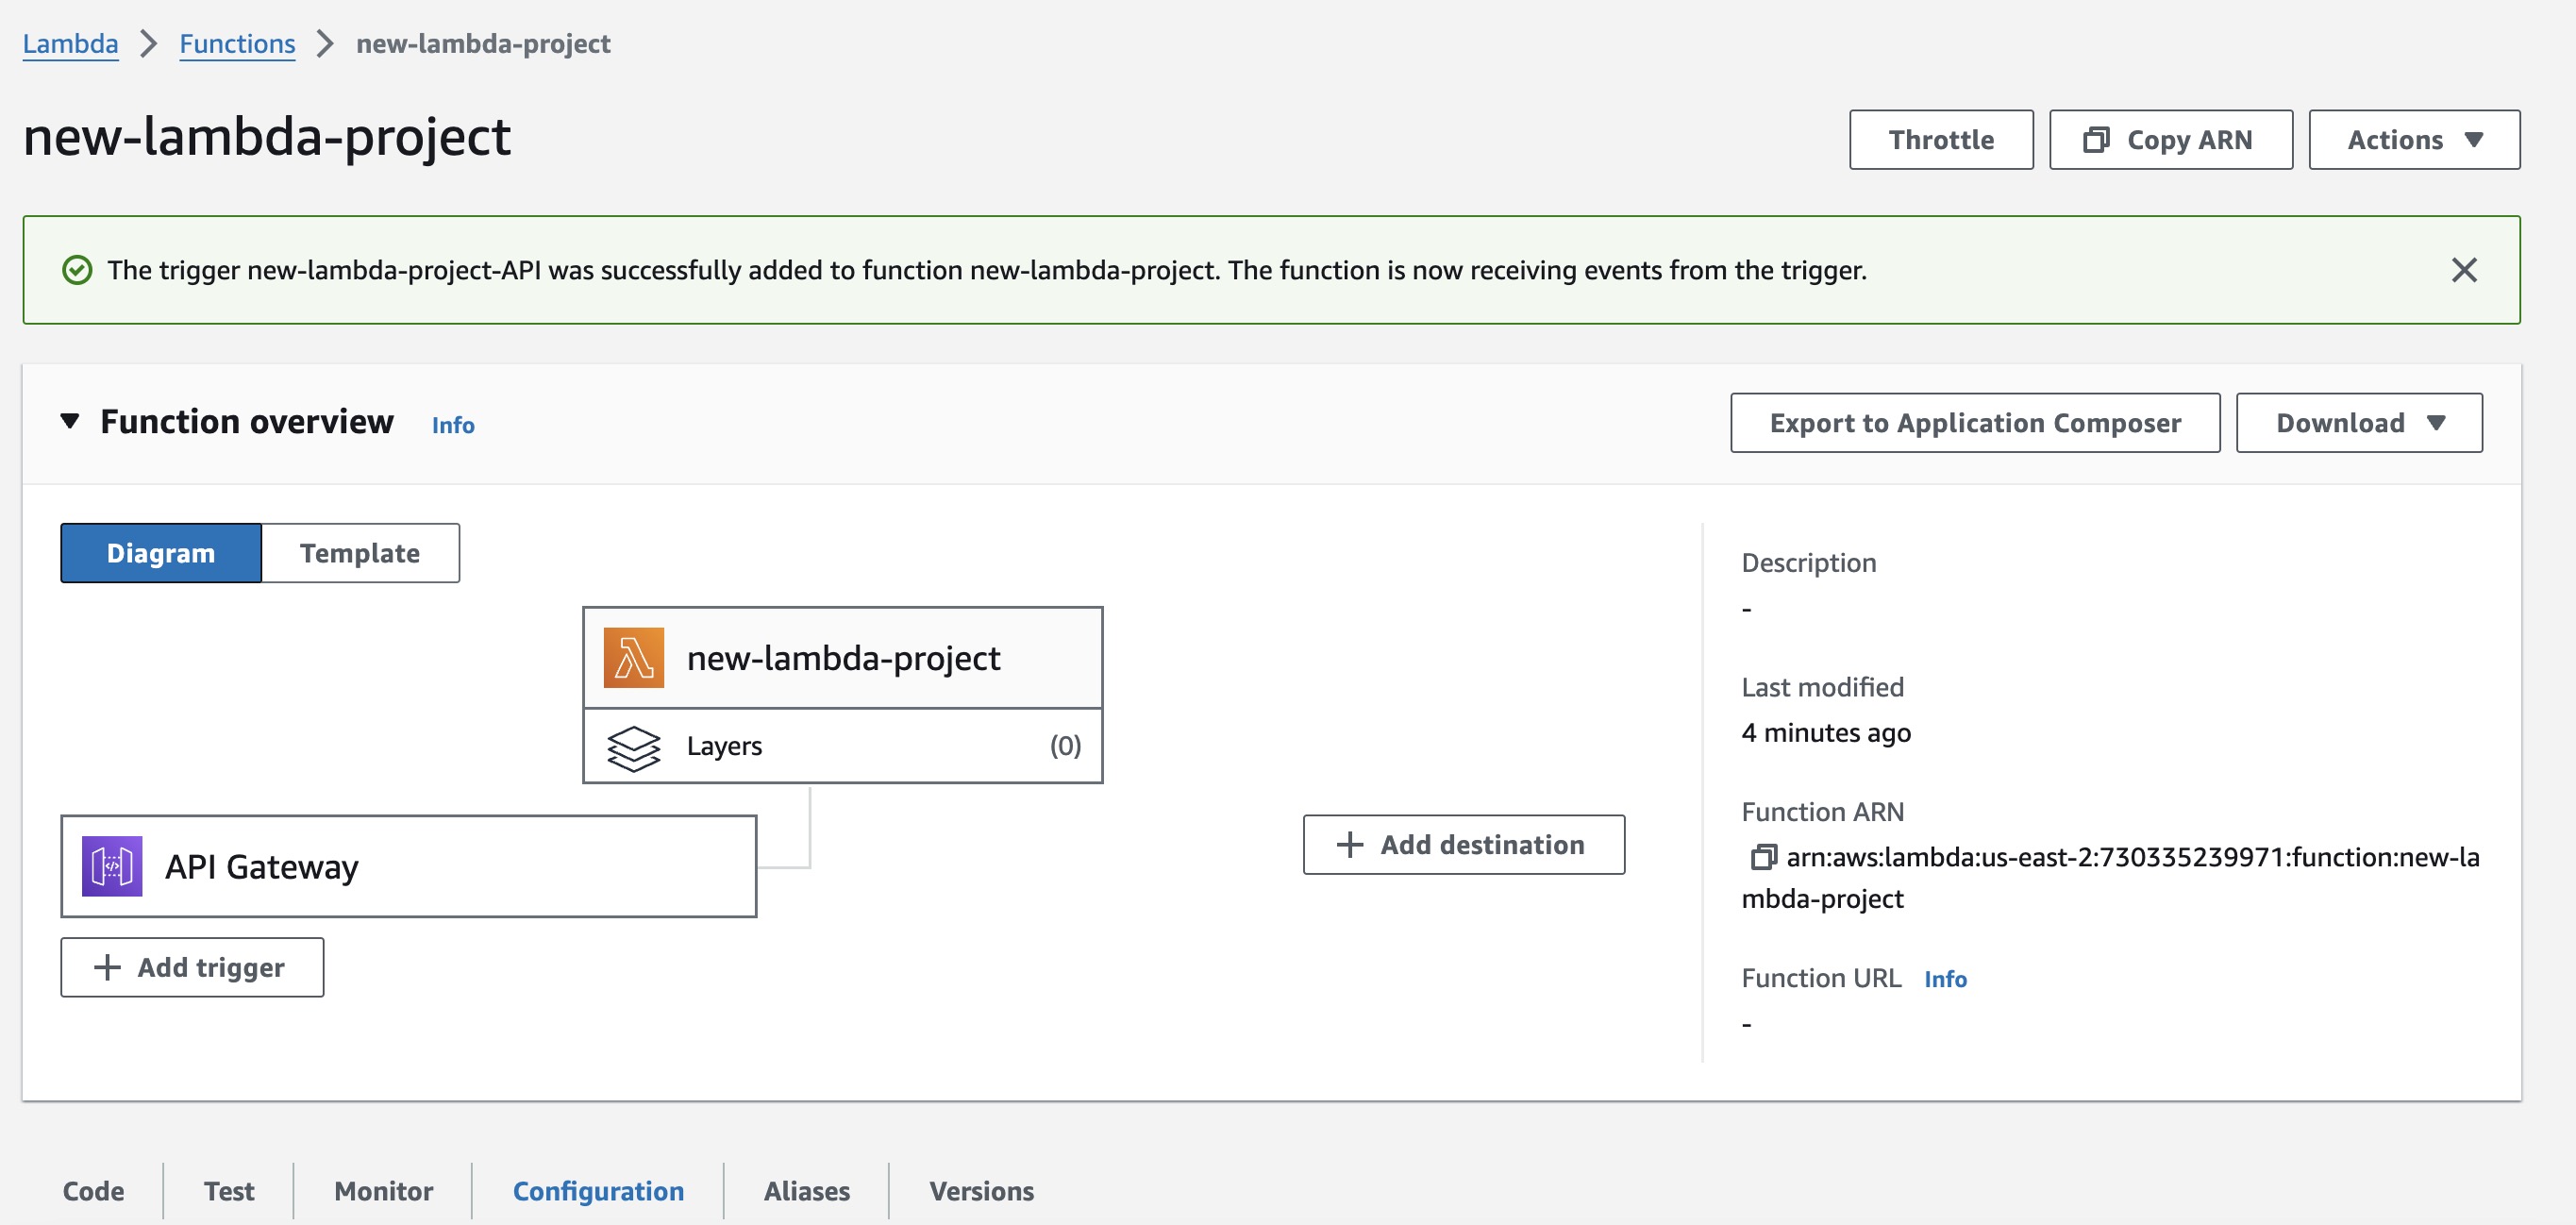 Lambda > Functions > new-lambda-project
new-lambda-project
Throttle Copy ARN Actions
The trigger new-lambda-project-API was successfully added to function new-lambda-project. The function is now receiving events from the trigger.
Function overview Info
Export to Application Composer Download
Diagram Template
new-lambda-project
Layers (0)
API Gateway
Add trigger
Add destination
Description
-
Last modified
4 minutes ago
Function ARN
arn:aws:lambda:us-east-2:730335239971:function:new-la
mbda-project
Function URL Info
-
Code Test Monitor Configuration Aliases Versions